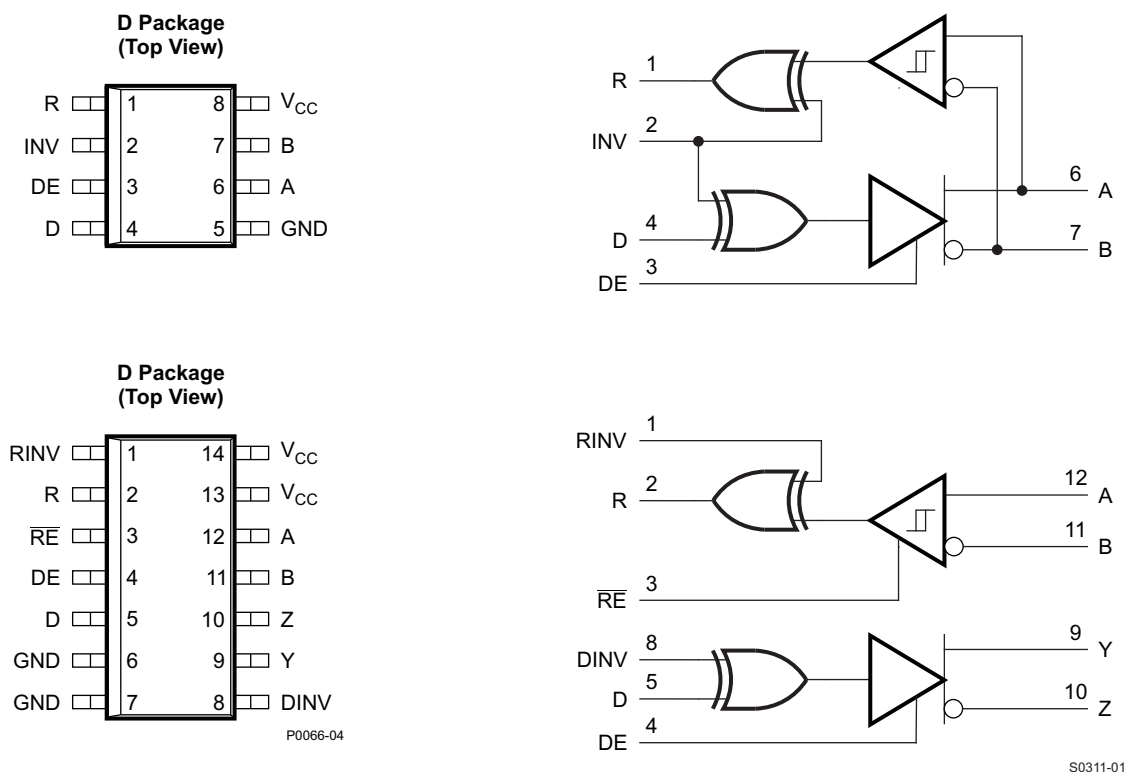 D Package
(Top View)
R 1 8 VCC
INV 2 7 B
DE 3 6 A
D 4 5 GND
R 1
INV 2
D 4
DE 3
6 A
7 B
D Package
(Top View)
RINV 1 14 VCC
R 2 13 VCC
RE 3 12 A
DE 4 11 B
D 5 10 Z
GND 6 9 Y
GND 7 8 DINV
P0066-04
RINV 1
R 2
12 A
11 B
RE 3
DINV 8
D 5
DE 4
9 Y
10 Z
S0311-01